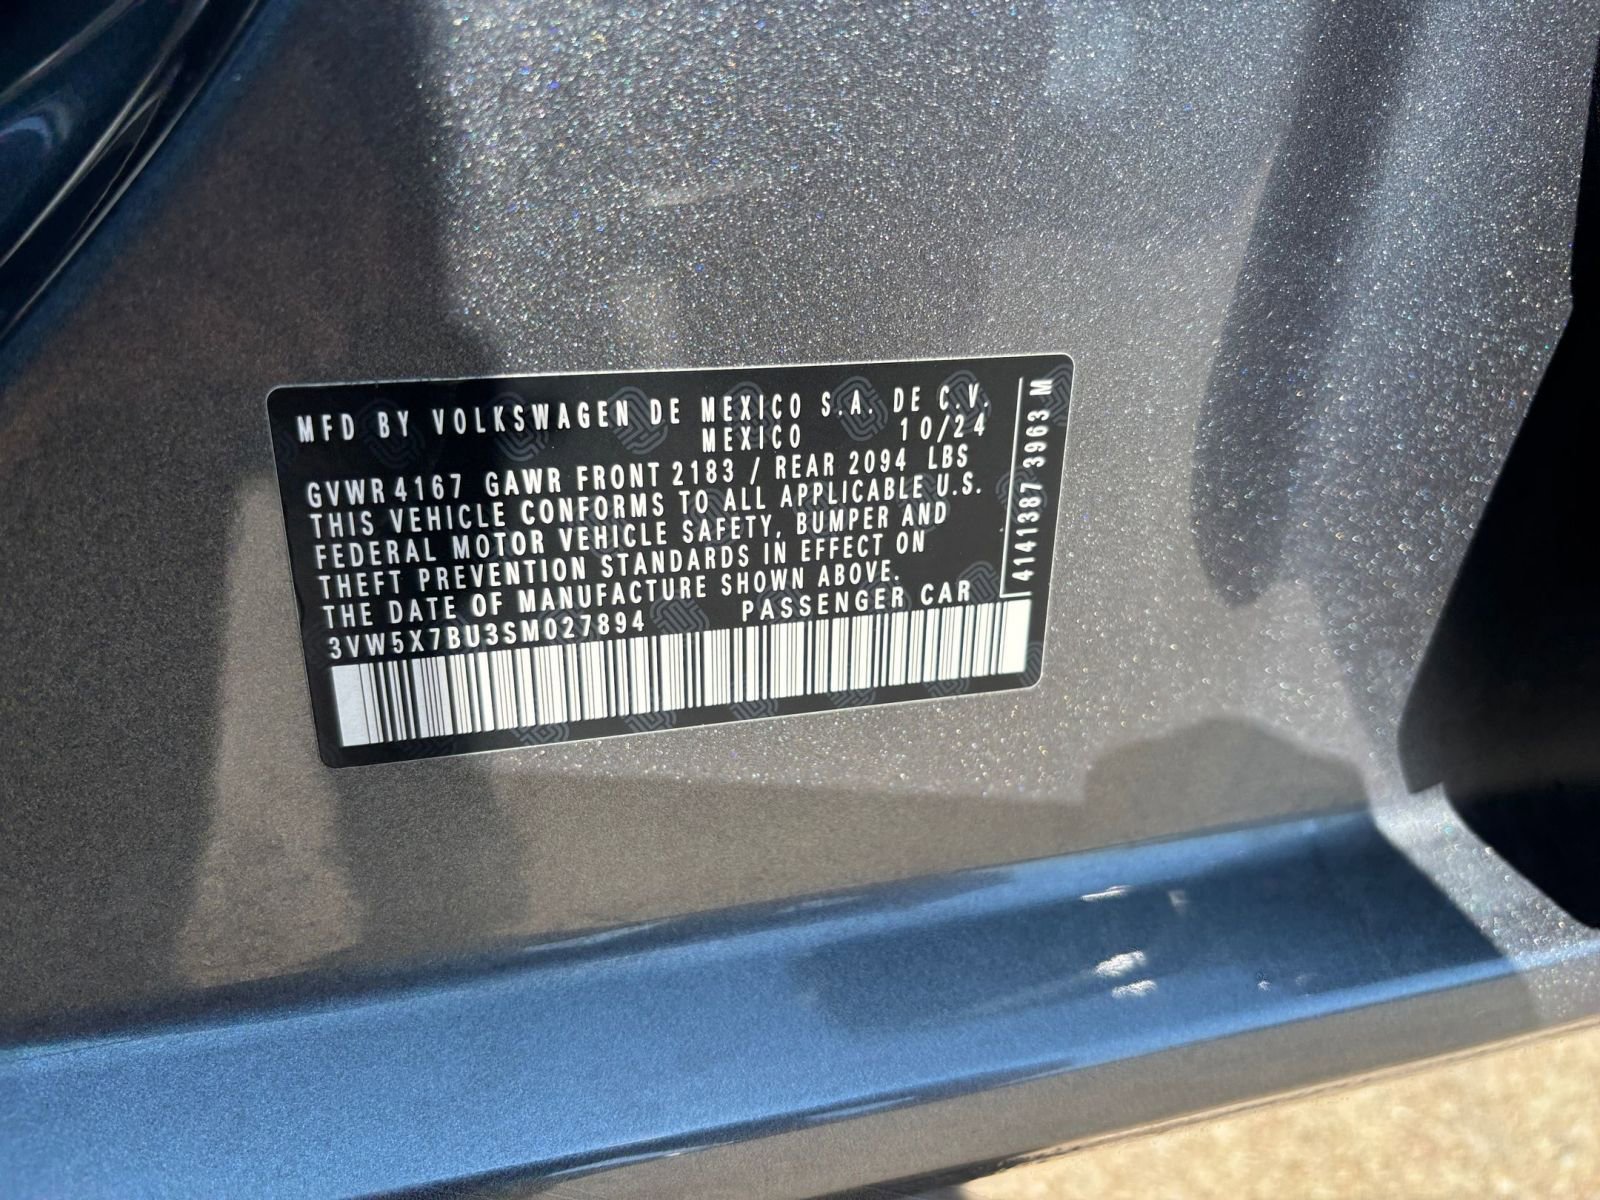 MFD BY VOLKSWAGEN DE MEXICO S.A. DE C.V.
MEXICO 10/24
GVWR 4167 GAWR FRONT 2183 / REAR 2094 LBS
THIS VEHICLE CONFORMS TO ALL APPLICABLE U.S.
FEDERAL MOTOR VEHICLE SAFETY, BUMPER AND
THEFT PREVENTION STANDARDS IN EFFECT ON
THE DATE OF MANUFACTURE SHOWN ABOVE.
3VW5X7BU3SM027894 PASSENGER CAR
4141387 3963 M